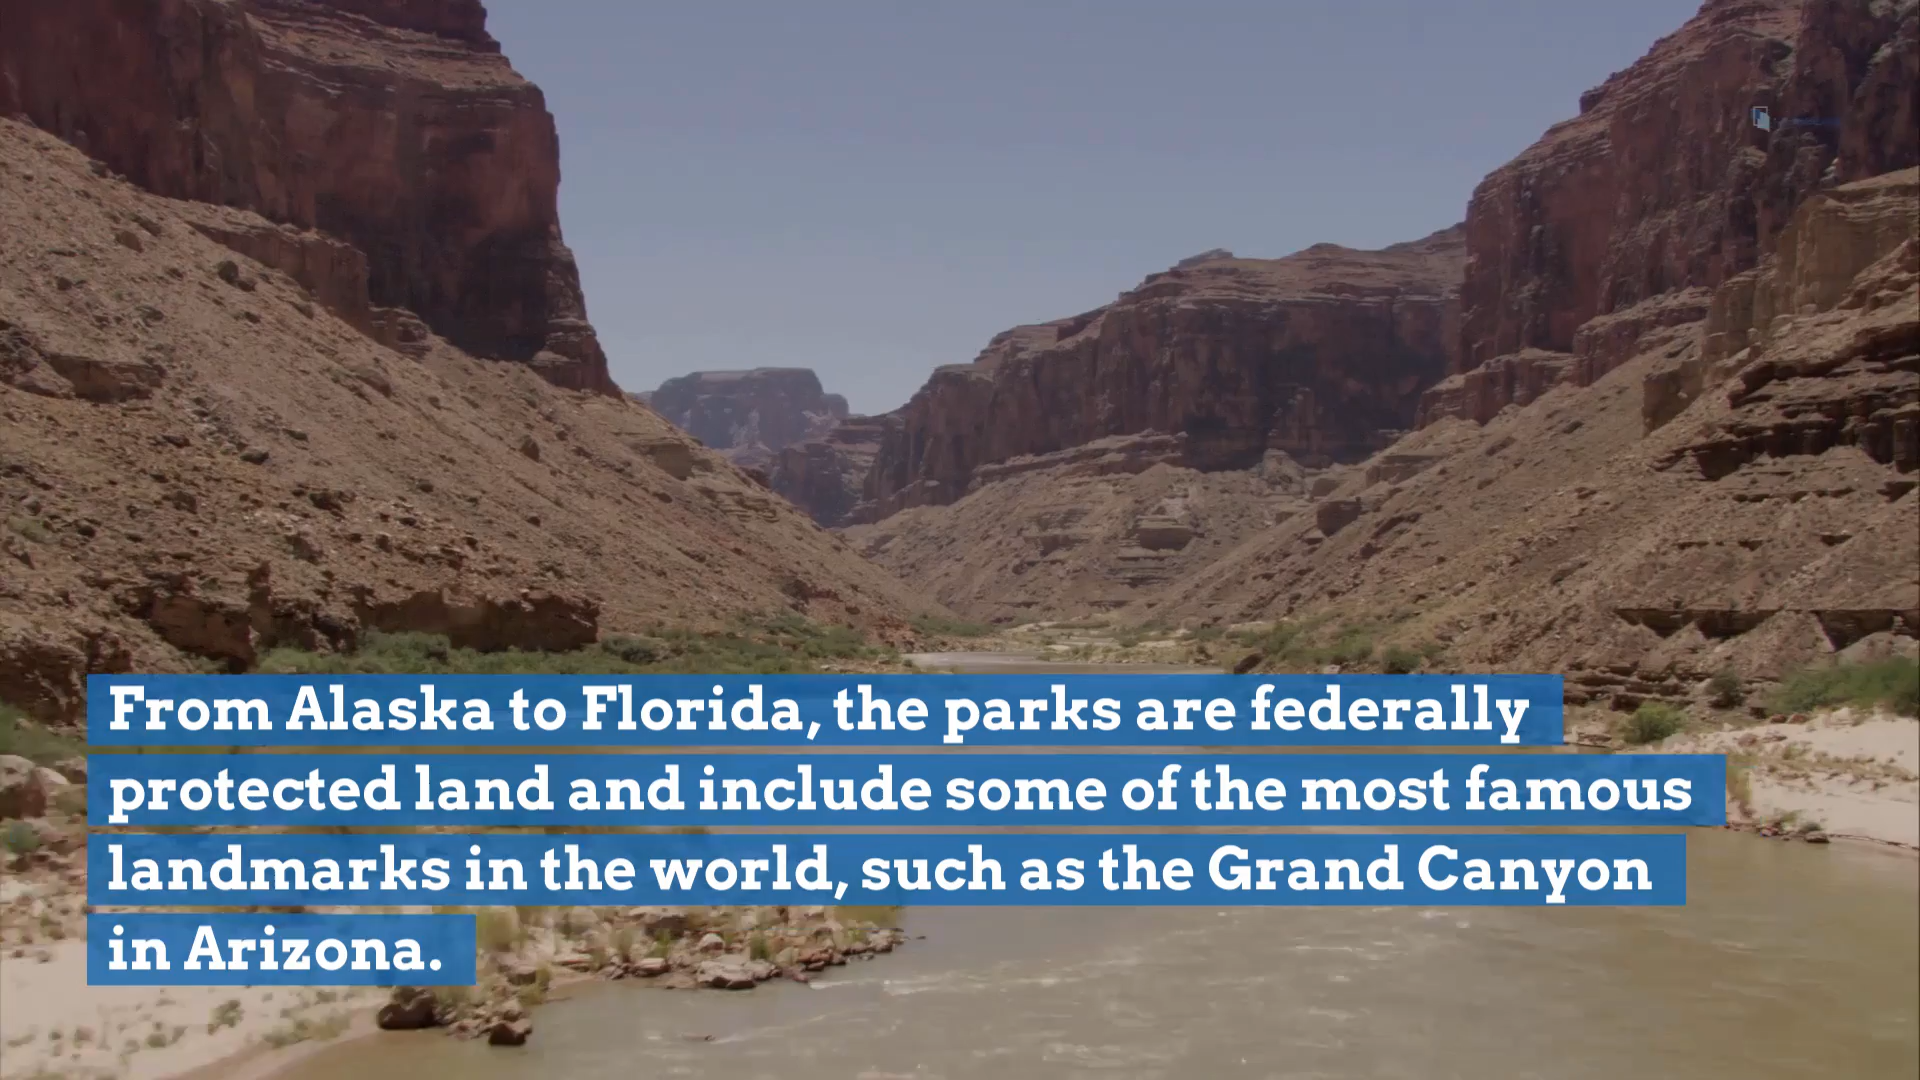 From Alaska to Florida, the parks are federally
protected land and include some of the most famous
landmarks in the world, such as the Grand Canyon
in Arizona.